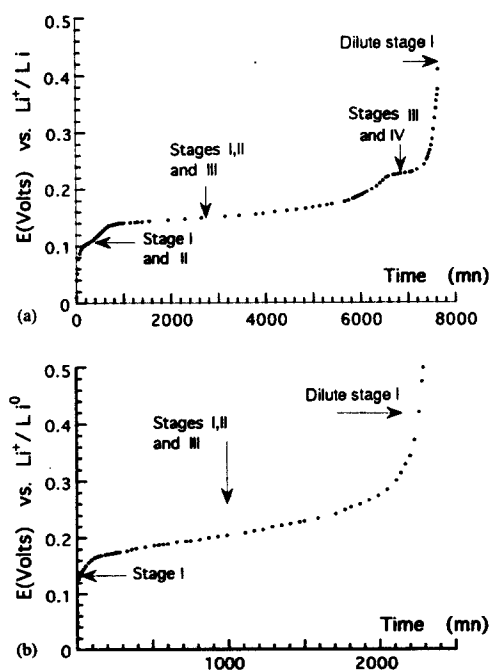 0.5
Dilute stage I
0.4
0.3
Stages III
and IV
Stages I,II
and III
0.2
0.1
Stage I
and II
0
E(Volts) vs. Li⁺/ Li
Time (mn)
(a)
0 2000 4000 6000 8000
0.5
Dilute stage I
0.4
Stages I,II
and III
0.3
0.2
Stage I
0.1
0
E(Volts) vs. Li⁺/ Li⁰
Time (mn)
(b)
1000 2000